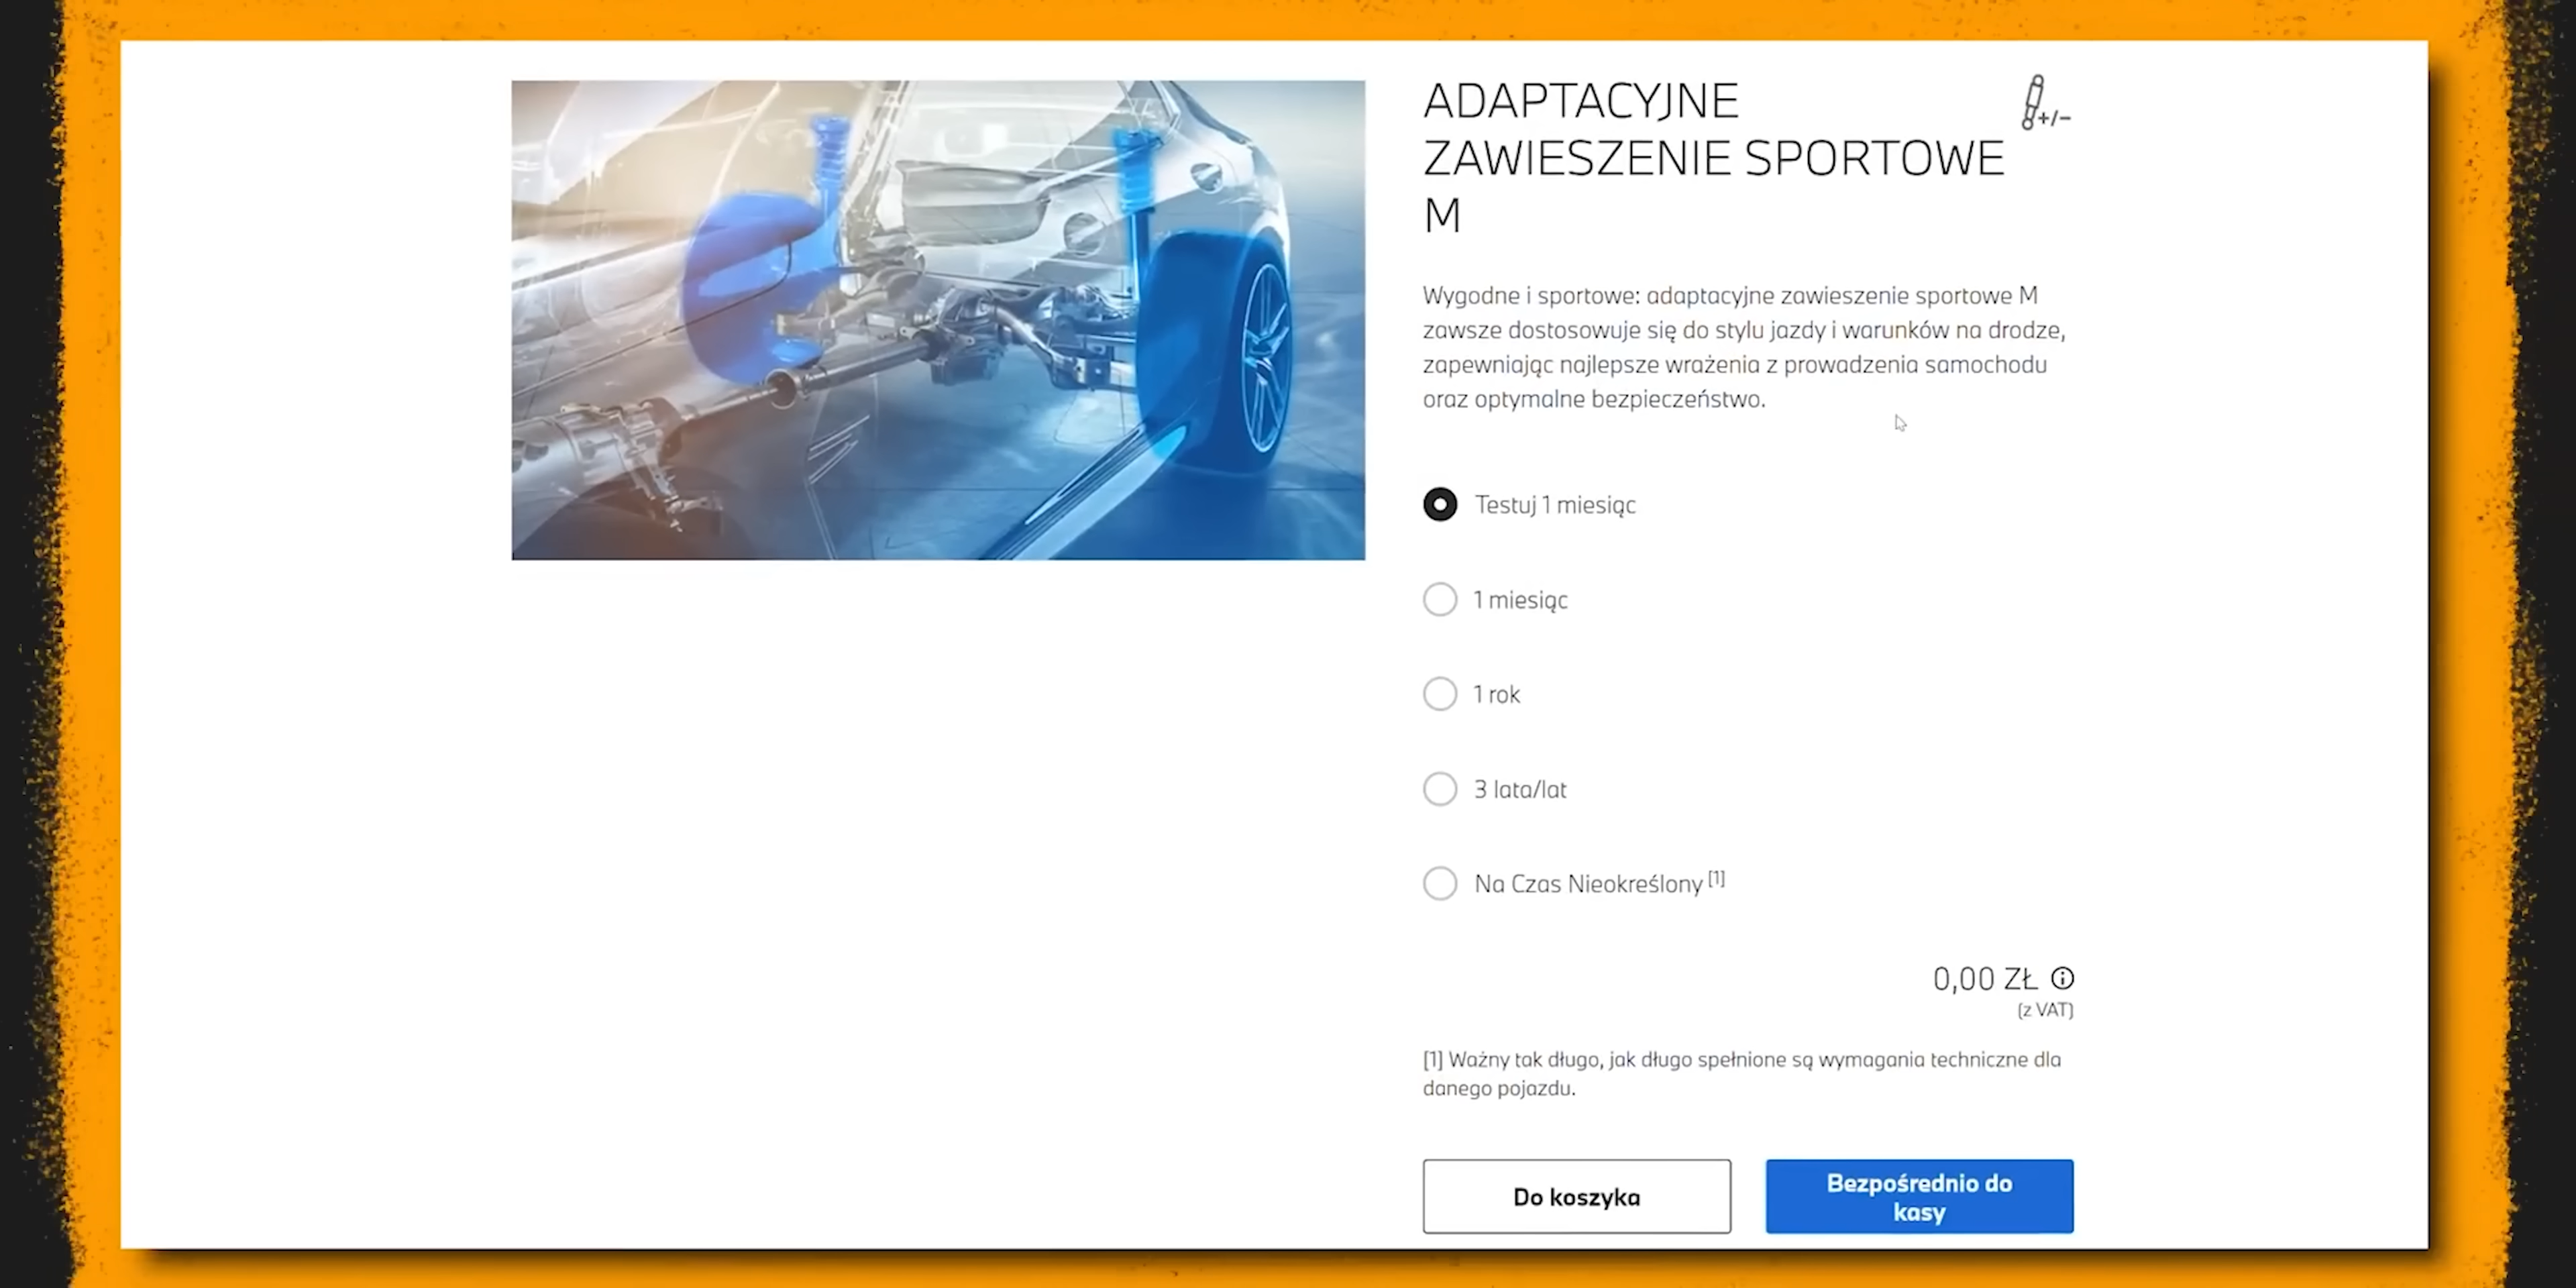 ADAPTACYJNE
ZAWIESZENIE SPORTOWE
M
+/-
Wygodne i sportowe: adaptacyjne zawieszenie sportowe M
zawsze dostosowuje się do stylu jazdy i warunków na drodze,
zapewniając najlepsze wrażenia z prowadzenia samochodu
oraz optymalne bezpieczeństwo.
Testuj 1 miesiąc
1 miesiąc
1 rok
3 lata/lat
Na Czas Nieokreślony [1]
0,00 ZŁ
(z VAT)
[1] Ważny tak długo, jak długo spełnione są wymagania techniczne dla
danego pojazdu.
Do koszyka
Bezpośrednio do
kasy